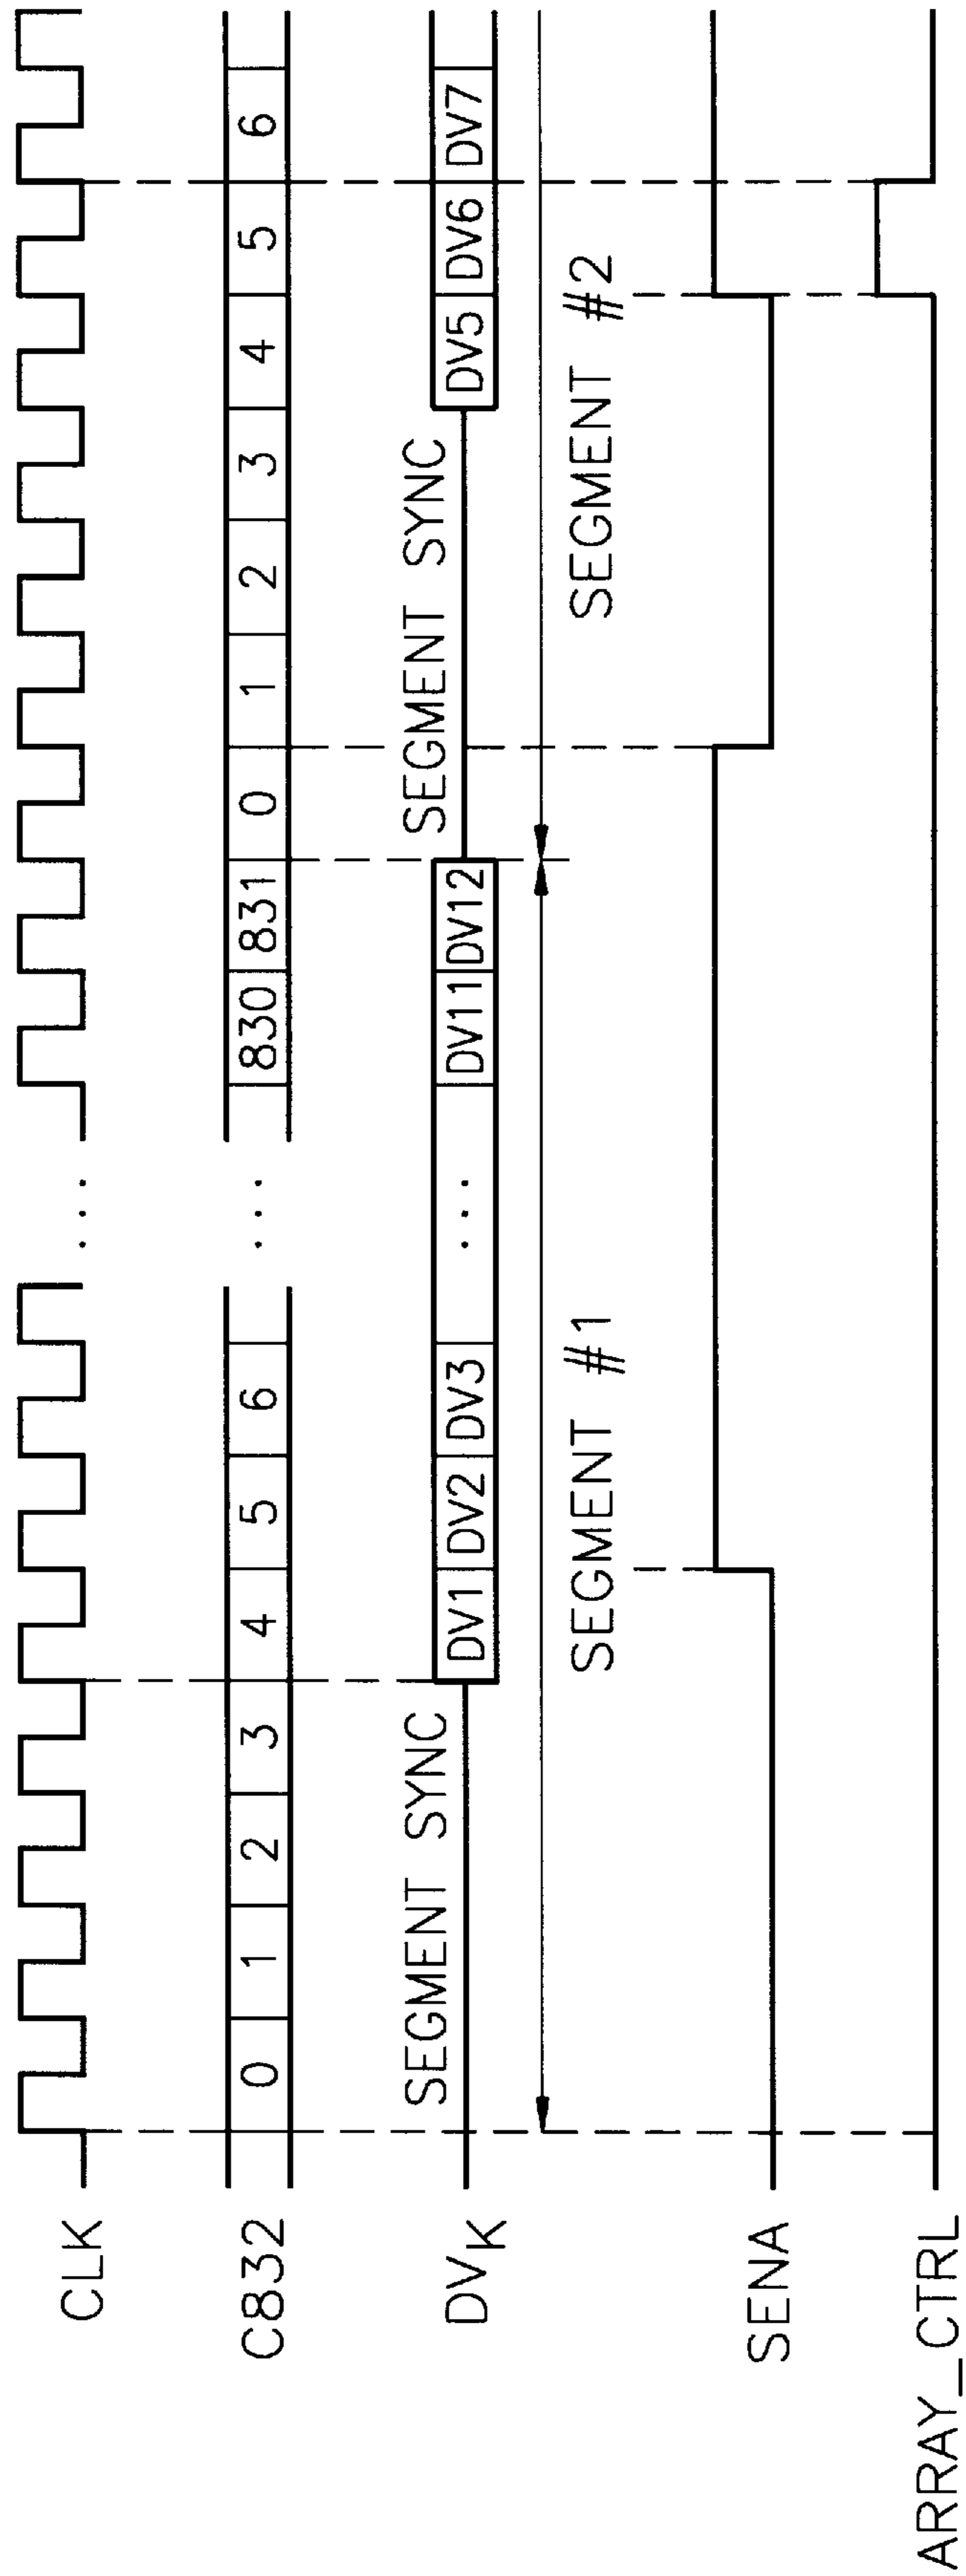 CLK
C832 0 1 2 3 4 5 6 ... 830 831 0 1 2 3 4 5 6
SEGMENT SYNC SEGMENT SYNC
DVK DV1 DV2 DV3 ... DV11 DV12 DV5 DV6 DV7
SEGMENT #1 SEGMENT #2
SENA
ARRAY_CTRL